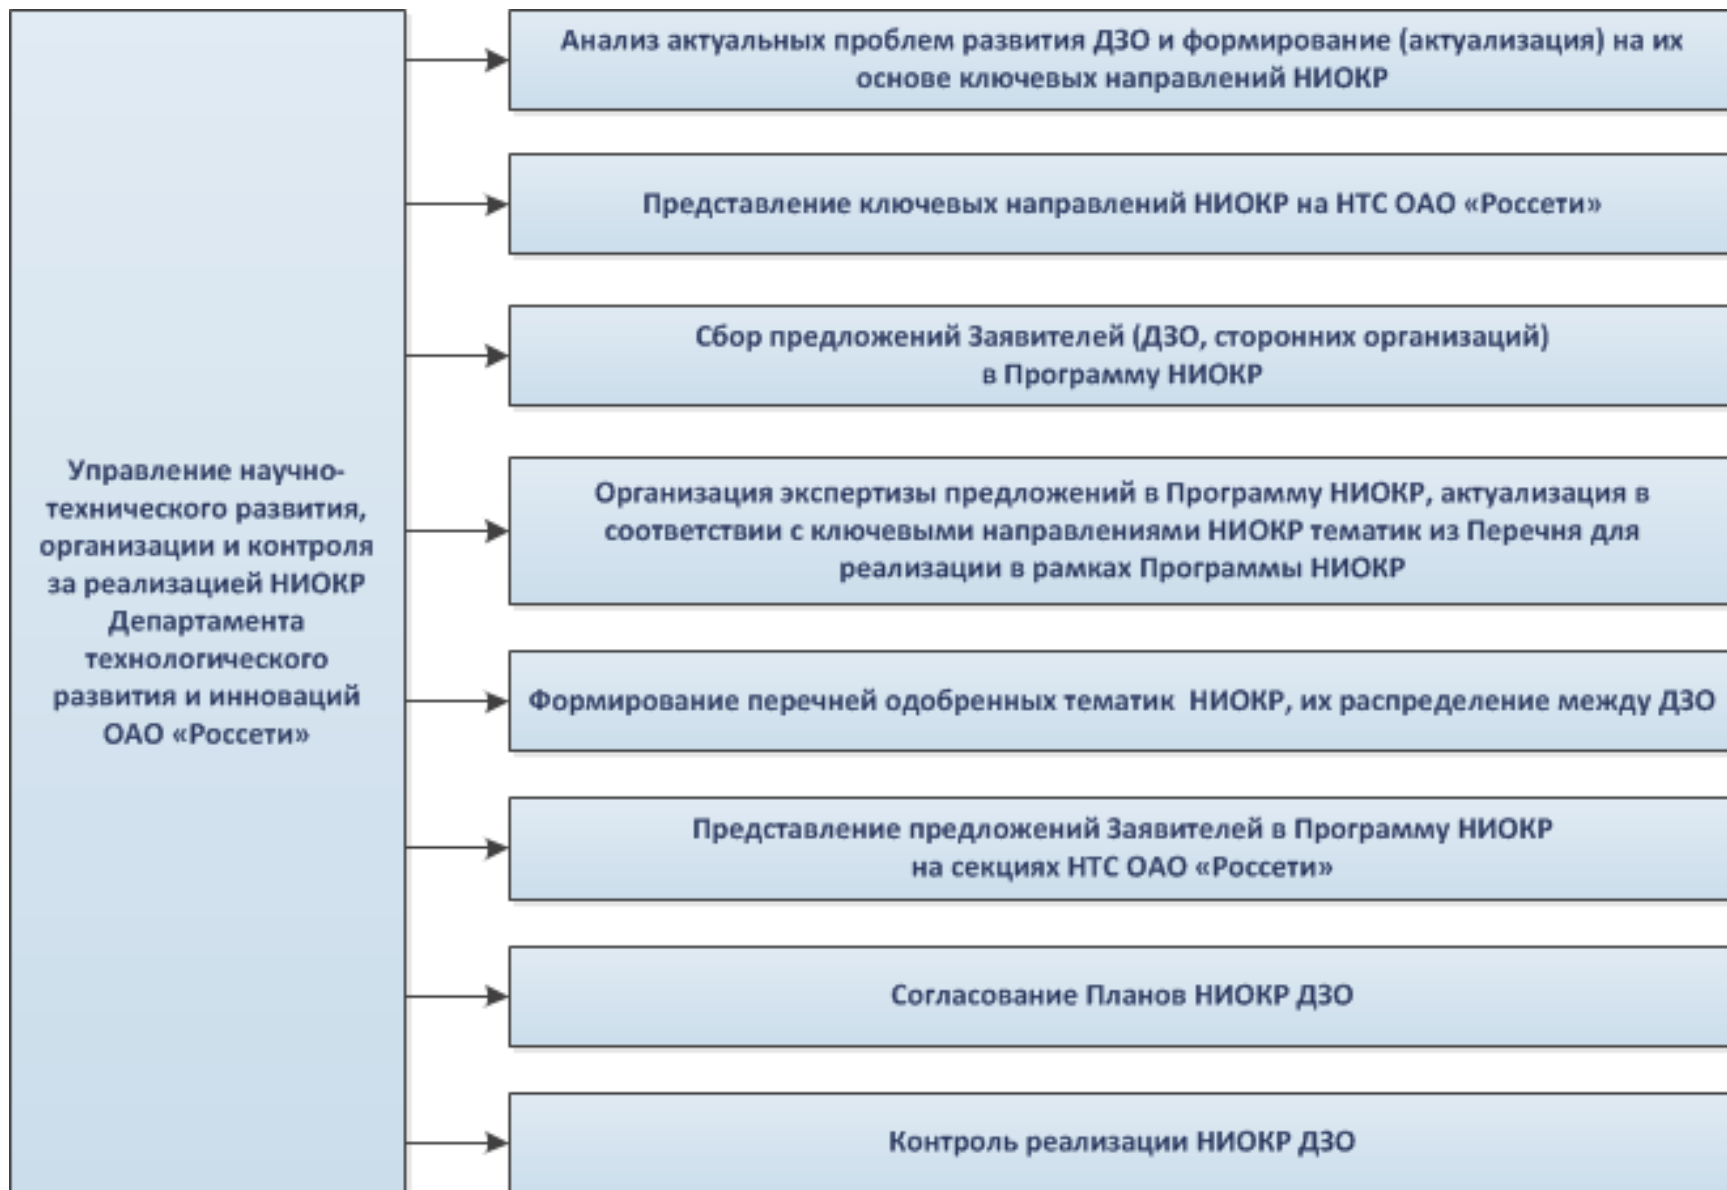 Управление научно-
технического развития,
организации и контроля
за реализацией НИОКР
Департамента
технологического
развития и инноваций
ОАО «Россети»
Анализ актуальных проблем развития ДЗО и формирование (актуализация) на их
основе ключевых направлений НИОКР
Представление ключевых направлений НИОКР на НТС ОАО «Россети»
Сбор предложений Заявителей (ДЗО, сторонних организаций)
в Программу НИОКР
Организация экспертизы предложений в Программу НИОКР, актуализация в
соответствии с ключевыми направлениями НИОКР тематик из Перечня для
реализации в рамках Программы НИОКР
Формирование перечней одобренных тематик НИОКР, их распределение между ДЗО
Представление предложений Заявителей в Программу НИОКР
на секциях НТС ОАО «Россети»
Согласование Планов НИОКР ДЗО
Контроль реализации НИОКР ДЗО